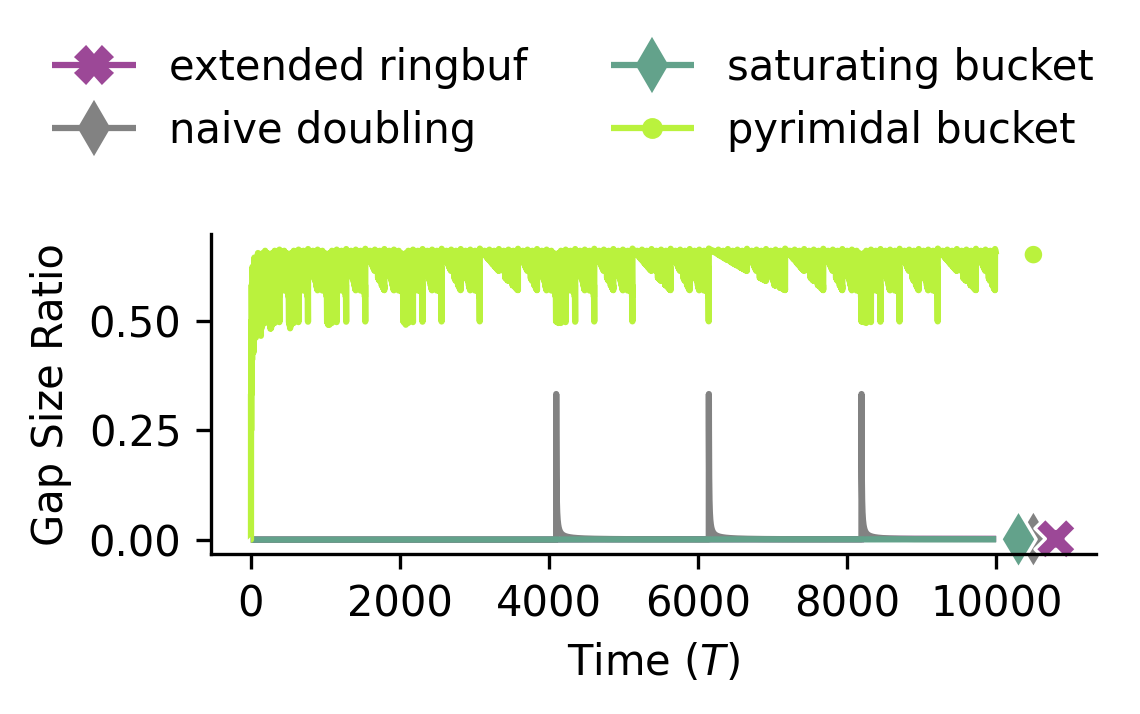 extended ringbuf
saturating bucket
naive doubling
pyrimidal bucket
Gap Size Ratio
0.50
0.25
0.00
0 2000 4000 6000 8000 10000
Time (T)